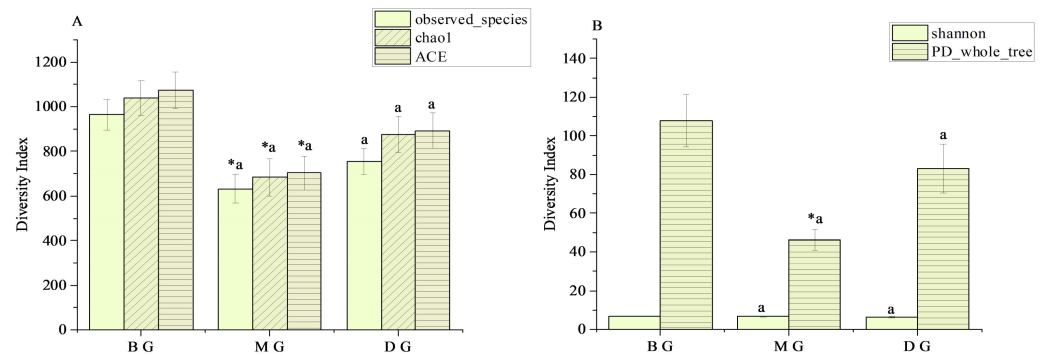 A
observed_species
chao1
ACE
1200
1000
800
600
400
200
0
Diversity Index
*a *a *a
a a a
B G M G D G
B
shannon
PD_whole_tree
140
120
100
80
60
40
20
0
Diversity Index
a *a
a a
B G M G D G